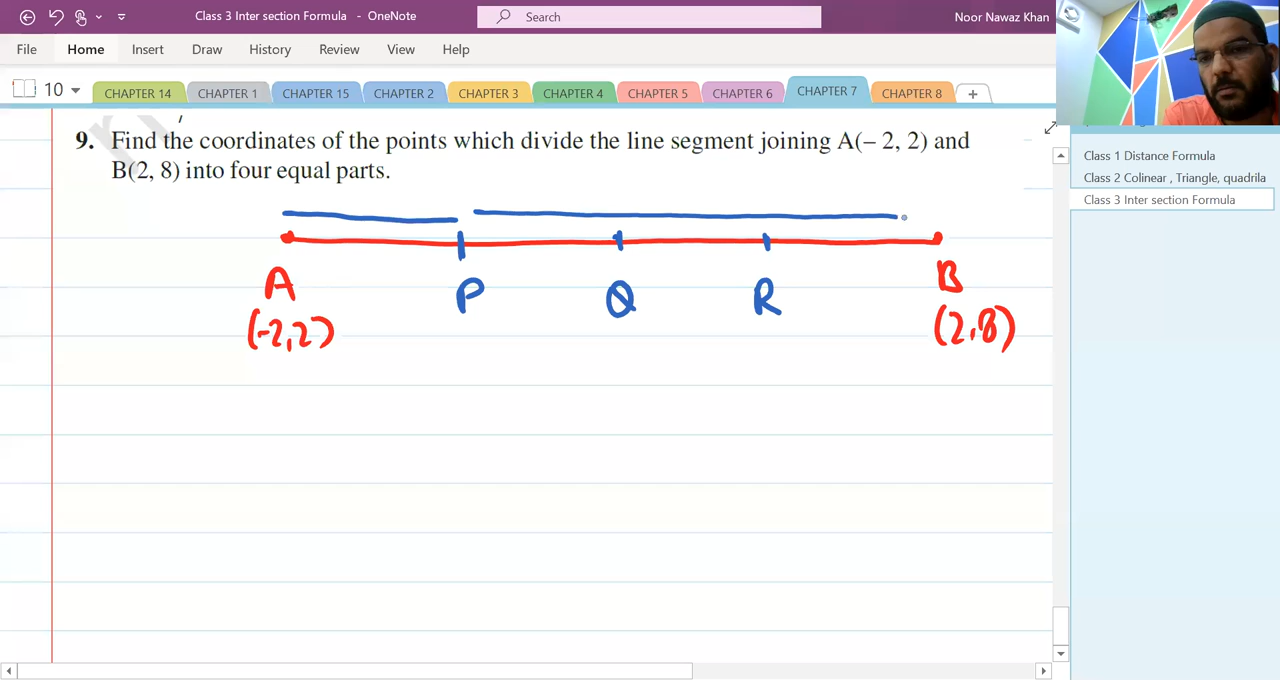 Class 3 Inter section Formula - OneNote
Search
Noor Nawaz Khan
File Home Insert Draw History Review View Help
10 CHAPTER 14 CHAPTER 1 CHAPTER 15 CHAPTER 2 CHAPTER 3 CHAPTER 4 CHAPTER 5 CHAPTER 6 CHAPTER 7 CHAPTER 8 +
Class 1 Distance Formula
Class 2 Colinear , Triangle, quadrila
Class 3 Inter section Formula
9. Find the coordinates of the points which divide the line segment joining A(– 2, 2) and
B(2, 8) into four equal parts.
A P Q R B
(-2,2) (2,8)